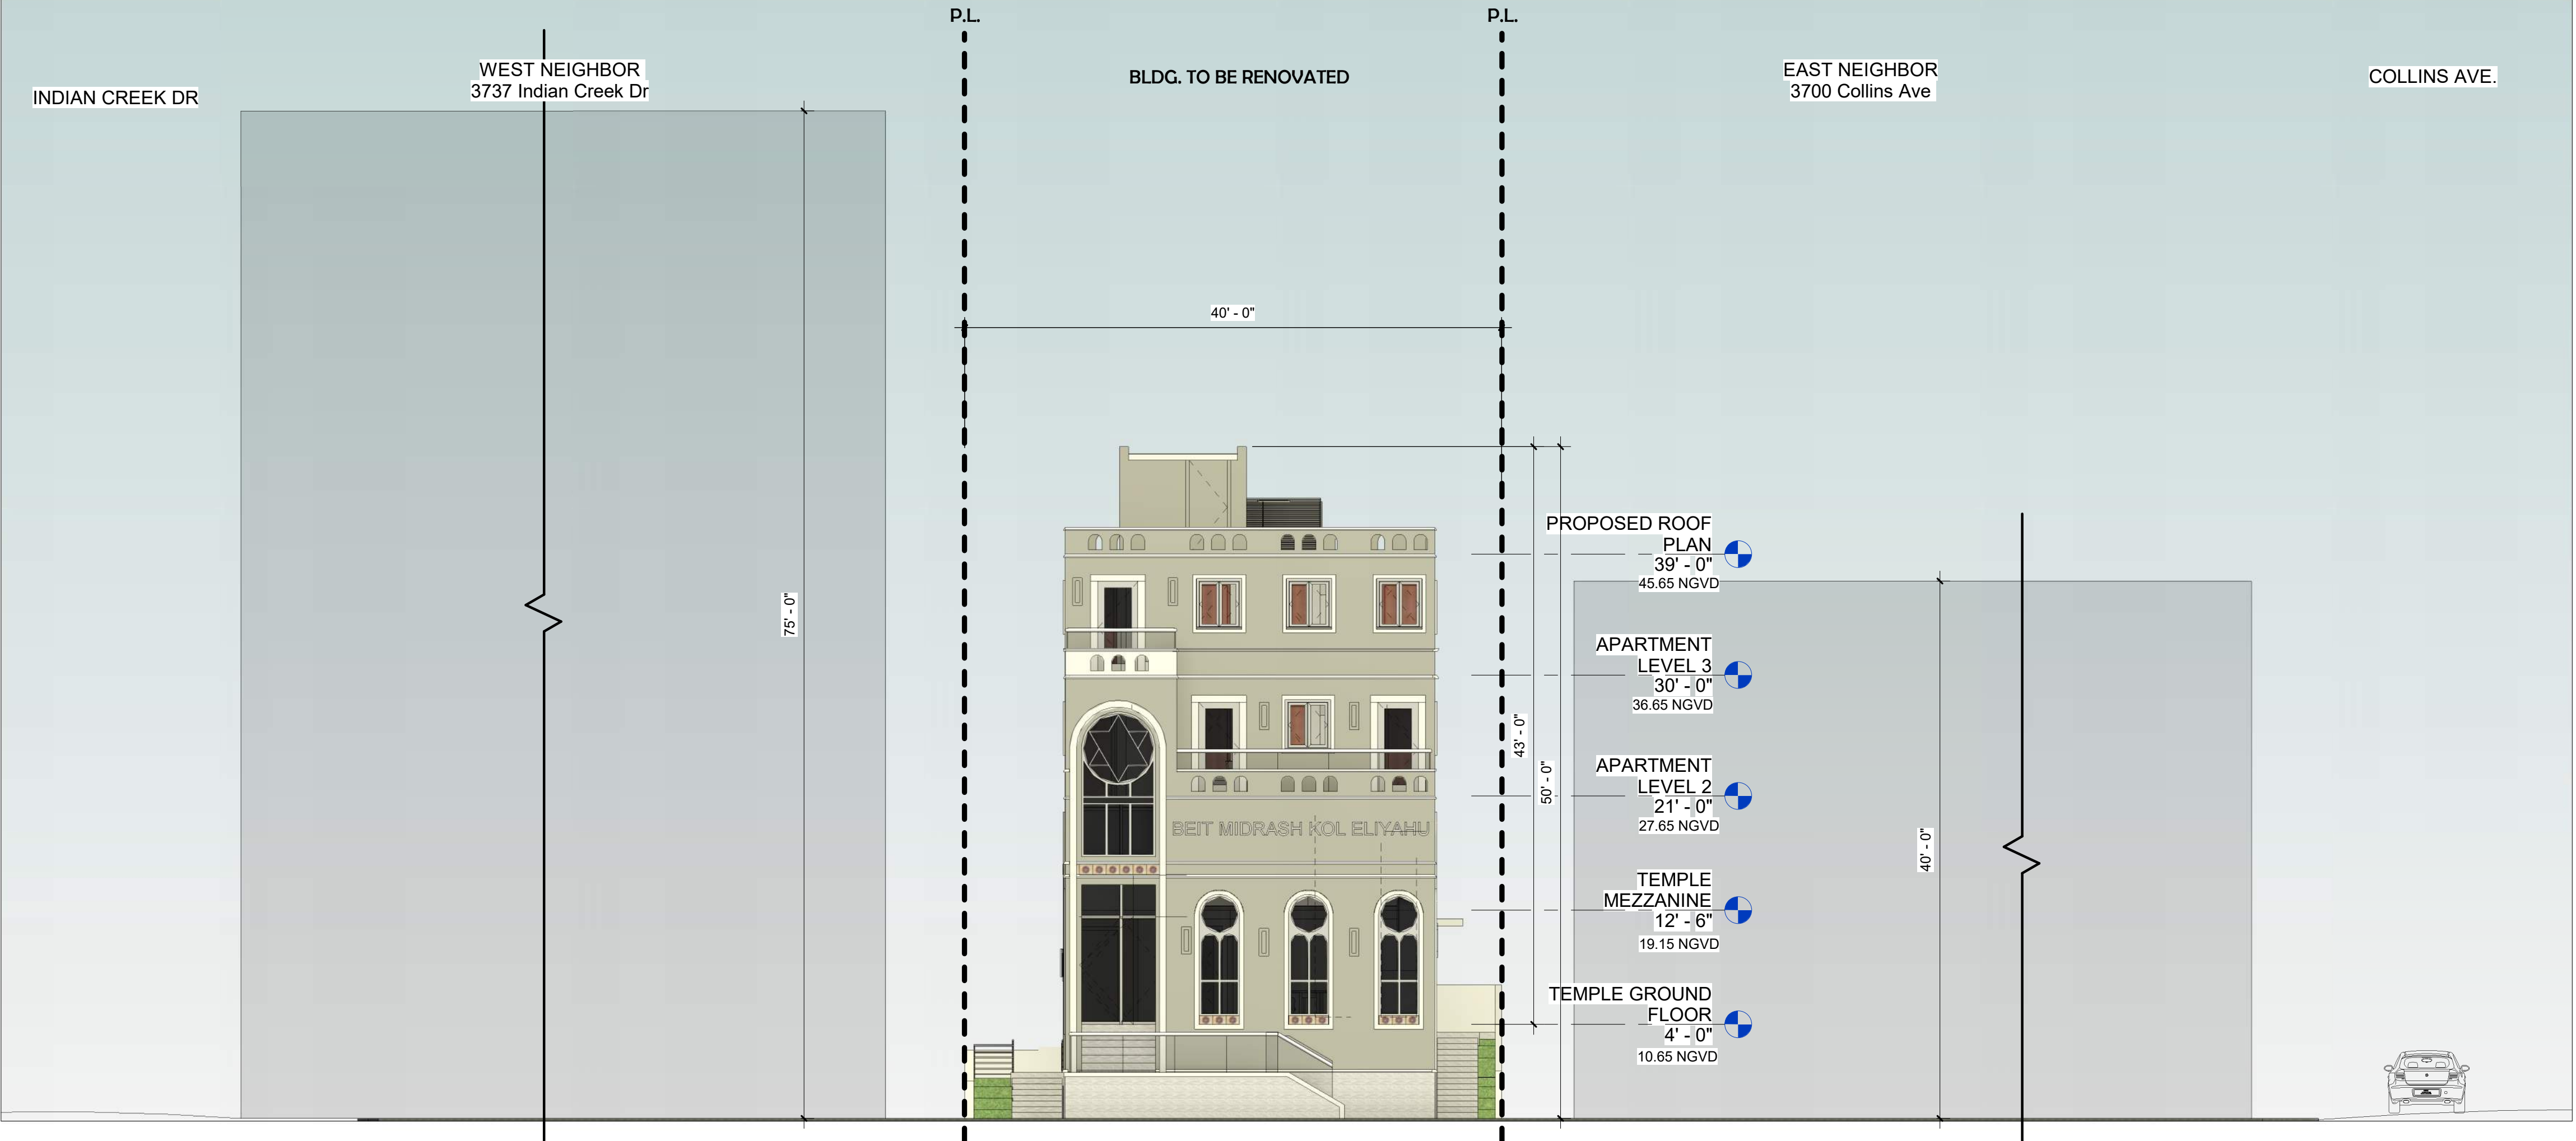 P.L.
P.L.
INDIAN CREEK DR
WEST NEIGHBOR
3737 Indian Creek Dr
BLDG. TO BE RENOVATED
EAST NEIGHBOR
3700 Collins Ave
COLLINS AVE.
40' - 0"
75' - 0"
BEIT MIDRASH KOL ELIYAHU
43' - 0"
50' - 0"
PROPOSED ROOF
PLAN
39' - 0"
45.65 NGVD
APARTMENT
LEVEL 3
30' - 0"
36.65 NGVD
APARTMENT
LEVEL 2
21' - 0"
27.65 NGVD
TEMPLE
MEZZANINE
12' - 6"
19.15 NGVD
TEMPLE GROUND
FLOOR
4' - 0"
10.65 NGVD
40' - 0"